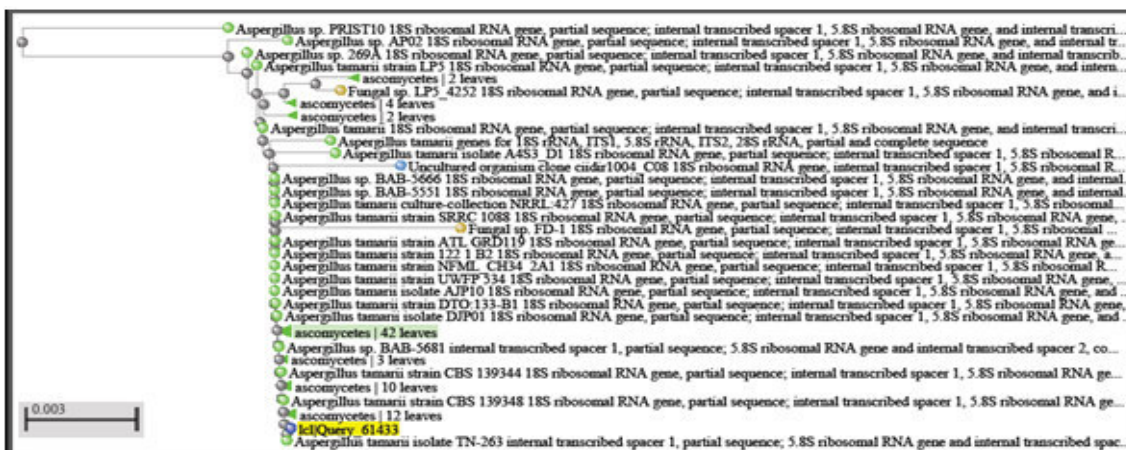 Aspergillus sp. PRIST10 18S ribosomal RNA gene, partial sequence; internal transcribed spacer 1, 5.8S ribosomal RNA gene, and internal transcri...
Aspergillus sp. AP02 18S ribosomal RNA gene, partial sequence; internal transcribed spacer 1, 5.8S ribosomal RNA gene, and internal tr...
Aspergillus sp. 269A 18S ribosomal RNA gene, partial sequence; internal transcribed spacer 1, 5.8S ribosomal RNA gene, and internal transcrib...
Aspergillus tamarii strain LP5 18S ribosomal RNA gene, partial sequence; internal transcribed spacer 1, 5.8S ribosomal RNA gene, and intern...
ascomycetes | 2 leaves
Fungal sp. LP5_4252 18S ribosomal RNA gene, partial sequence; internal transcribed spacer 1, 5.8S ribosomal RNA gene, and i...
ascomycetes | 4 leaves
ascomycetes | 2 leaves
Aspergillus tamarii 18S ribosomal RNA gene, partial sequence; internal transcribed spacer 1, 5.8S ribosomal RNA gene, and internal transcri...
Aspergillus tamarii genes for 18S rRNA, ITS1, 5.8S rRNA, ITS2, 28S rRNA, partial and complete sequence
Aspergillus tamarii isolate A4S3_D1 18S ribosomal RNA gene, partial sequence; internal transcribed spacer 1, 5.8S ribosomal R...
Uncultured organism clone ciidir1004_C08 18S ribosomal RNA gene, internal transcribed spacer 1, 5.8S ribosomal R...
Aspergillus sp. BAB-5666 18S ribosomal RNA gene, partial sequence; internal transcribed spacer 1, 5.8S ribosomal RNA gene, and internal...
Aspergillus sp. BAB-5551 18S ribosomal RNA gene, partial sequence; internal transcribed spacer 1, 5.8S ribosomal RNA gene, and internal...
Aspergillus tamarii culture-collection NRRL:427 18S ribosomal RNA gene, partial sequence; internal transcribed spacer 1, 5.8S ribosomal...
Aspergillus tamarii strain SRRC 1088 18S ribosomal RNA gene, partial sequence; internal transcribed spacer 1, 5.8S ribosomal RNA gene, ...
Fungal sp. FD-1 18S ribosomal RNA gene, partial sequence; internal transcribed spacer 1, 5.8S ribosomal ...
Aspergillus tamarii strain ATL GRD119 18S ribosomal RNA gene, partial sequence; internal transcribed spacer 1, 5.8S ribosomal RNA ge...
Aspergillus tamarii strain 122 1 B2 18S ribosomal RNA gene, partial sequence; internal transcribed spacer 1, 5.8S ribosomal RNA gene, a...
Aspergillus tamarii strain NFML_CH34_2A1 18S ribosomal RNA gene, partial sequence; internal transcribed spacer 1, 5.8S ribosomal R...
Aspergillus tamarii strain UWFP 534 18S ribosomal RNA gene, partial sequence; internal transcribed spacer 1, 5.8S ribosomal RNA gene, ...
Aspergillus tamarii isolate AJP10 18S ribosomal RNA gene, partial sequence; internal transcribed spacer 1, 5.8S ribosomal RNA gene, and ...
Aspergillus tamarii strain DTO:133-B1 18S ribosomal RNA gene, partial sequence; internal transcribed spacer 1, 5.8S ribosomal RNA gene, ...
Aspergillus tamarii isolate DJP01 18S ribosomal RNA gene, partial sequence; internal transcribed spacer 1, 5.8S ribosomal RNA gene, and ...
ascomycetes | 42 leaves
Aspergillus sp. BAB-5681 internal transcribed spacer 1, partial sequence; 5.8S ribosomal RNA gene and internal transcribed spacer 2, co...
ascomycetes | 3 leaves
Aspergillus tamarii strain CBS 139344 18S ribosomal RNA gene, partial sequence; internal transcribed spacer 1, 5.8S ribosomal RNA ge...
ascomycetes | 10 leaves
Aspergillus tamarii strain CBS 139348 18S ribosomal RNA gene, partial sequence; internal transcribed spacer 1, 5.8S ribosomal RNA ge...
0.003
ascomycetes | 12 leaves
lcl|Query_61433
Aspergillus tamarii isolate TN-263 internal transcribed spacer 1, partial sequence; 5.8S ribosomal RNA gene and internal transcribed spac...